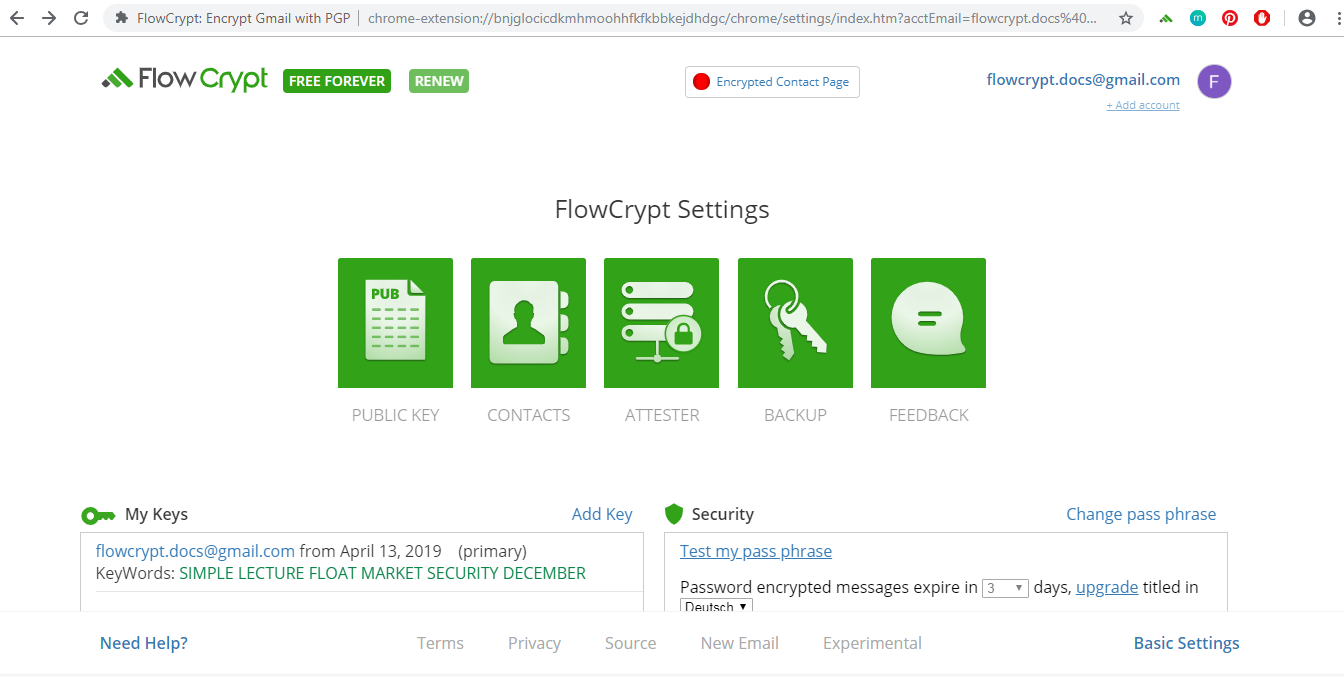 FlowCrypt: Encrypt Gmail with PGP chrome-extension://bnjglocicdkmhmoohhfkfkbbkejdhdgc/chrome/settings/index.htm?acctEmail=flowcrypt.docs%40...
m
FlowCrypt FREE FOREVER RENEW Encrypted Contact Page flowcrypt.docs@gmail.com F
+ Add account
FlowCrypt Settings
PUB
PUBLIC KEY CONTACTS ATTESTER BACKUP FEEDBACK
My Keys Add Key
flowcrypt.docs@gmail.com from April 13, 2019 (primary)
KeyWords: SIMPLE LECTURE FLOAT MARKET SECURITY DECEMBER
Security Change pass phrase
Test my pass phrase
Password encrypted messages expire in 3 days, upgrade titled in
Deutsch
Need Help? Terms Privacy Source New Email Experimental Basic Settings